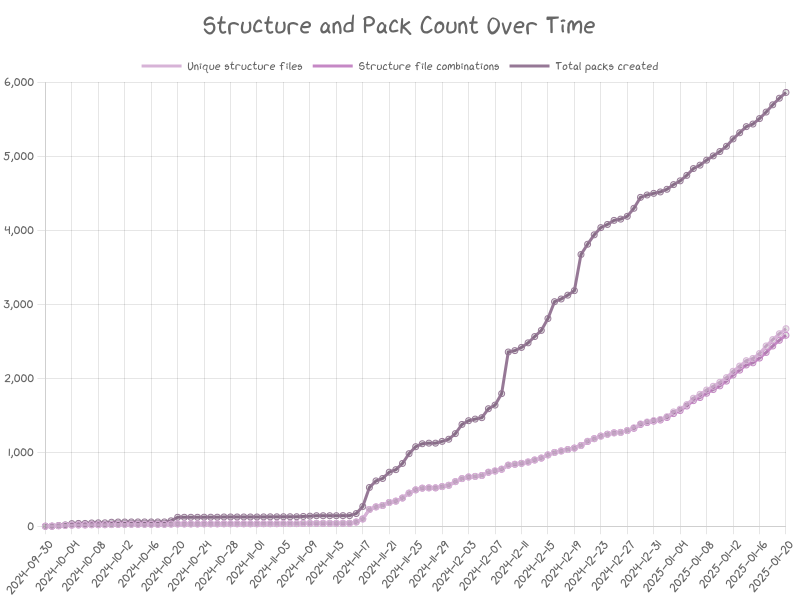 Structure and Pack Count Over Time
Unique structure files Structure file combinations Total packs created
6,000
5,000
4,000
3,000
2,000
1,000
0
2024-09-30 2024-10-04 2024-10-08 2024-10-12 2024-10-16 2024-10-20 2024-10-24 2024-10-28 2024-11-01 2024-11-05 2024-11-09 2024-11-13 2024-11-17 2024-11-21 2024-11-25 2024-11-29 2024-12-03 2024-12-07 2024-12-11 2024-12-15 2024-12-19 2024-12-23 2024-12-27 2024-12-31 2025-01-04 2025-01-08 2025-01-12 2025-01-16 2025-01-20